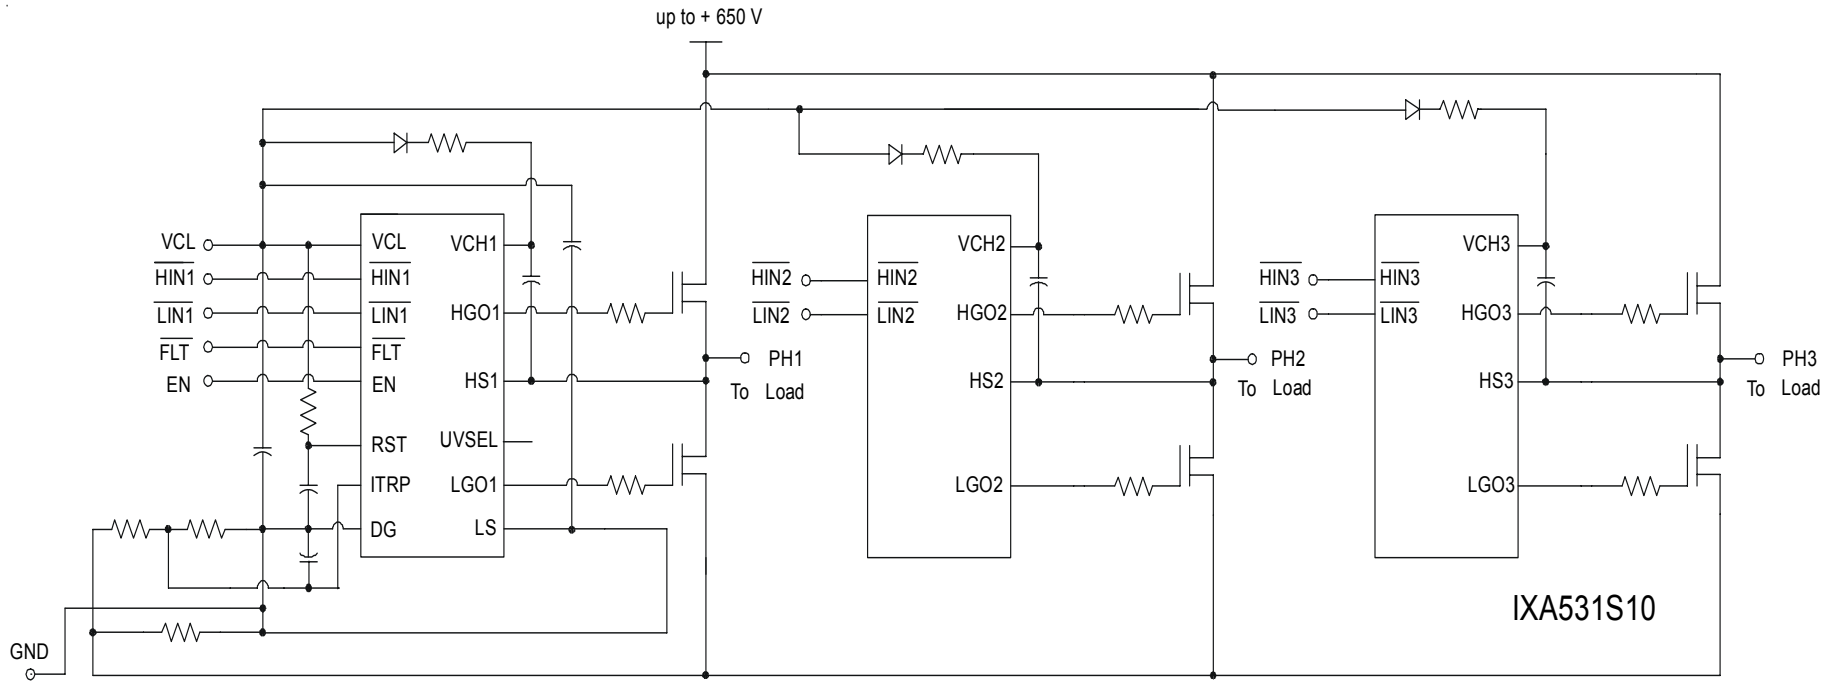 up to + 650 V
VCL
HIN1
LIN1
FLT
EN
VCL
HIN1
LIN1
FLT
EN
RST
ITRP
DG
VCH1
HGO1
HS1
UVSEL
LGO1
LS
PH1
To Load
HIN2
LIN2
HIN2
LIN2
VCH2
HGO2
HS2
LGO2
PH2
To Load
HIN3
LIN3
HIN3
LIN3
VCH3
HGO3
HS3
LGO3
PH3
To Load
IXA531S10
GND